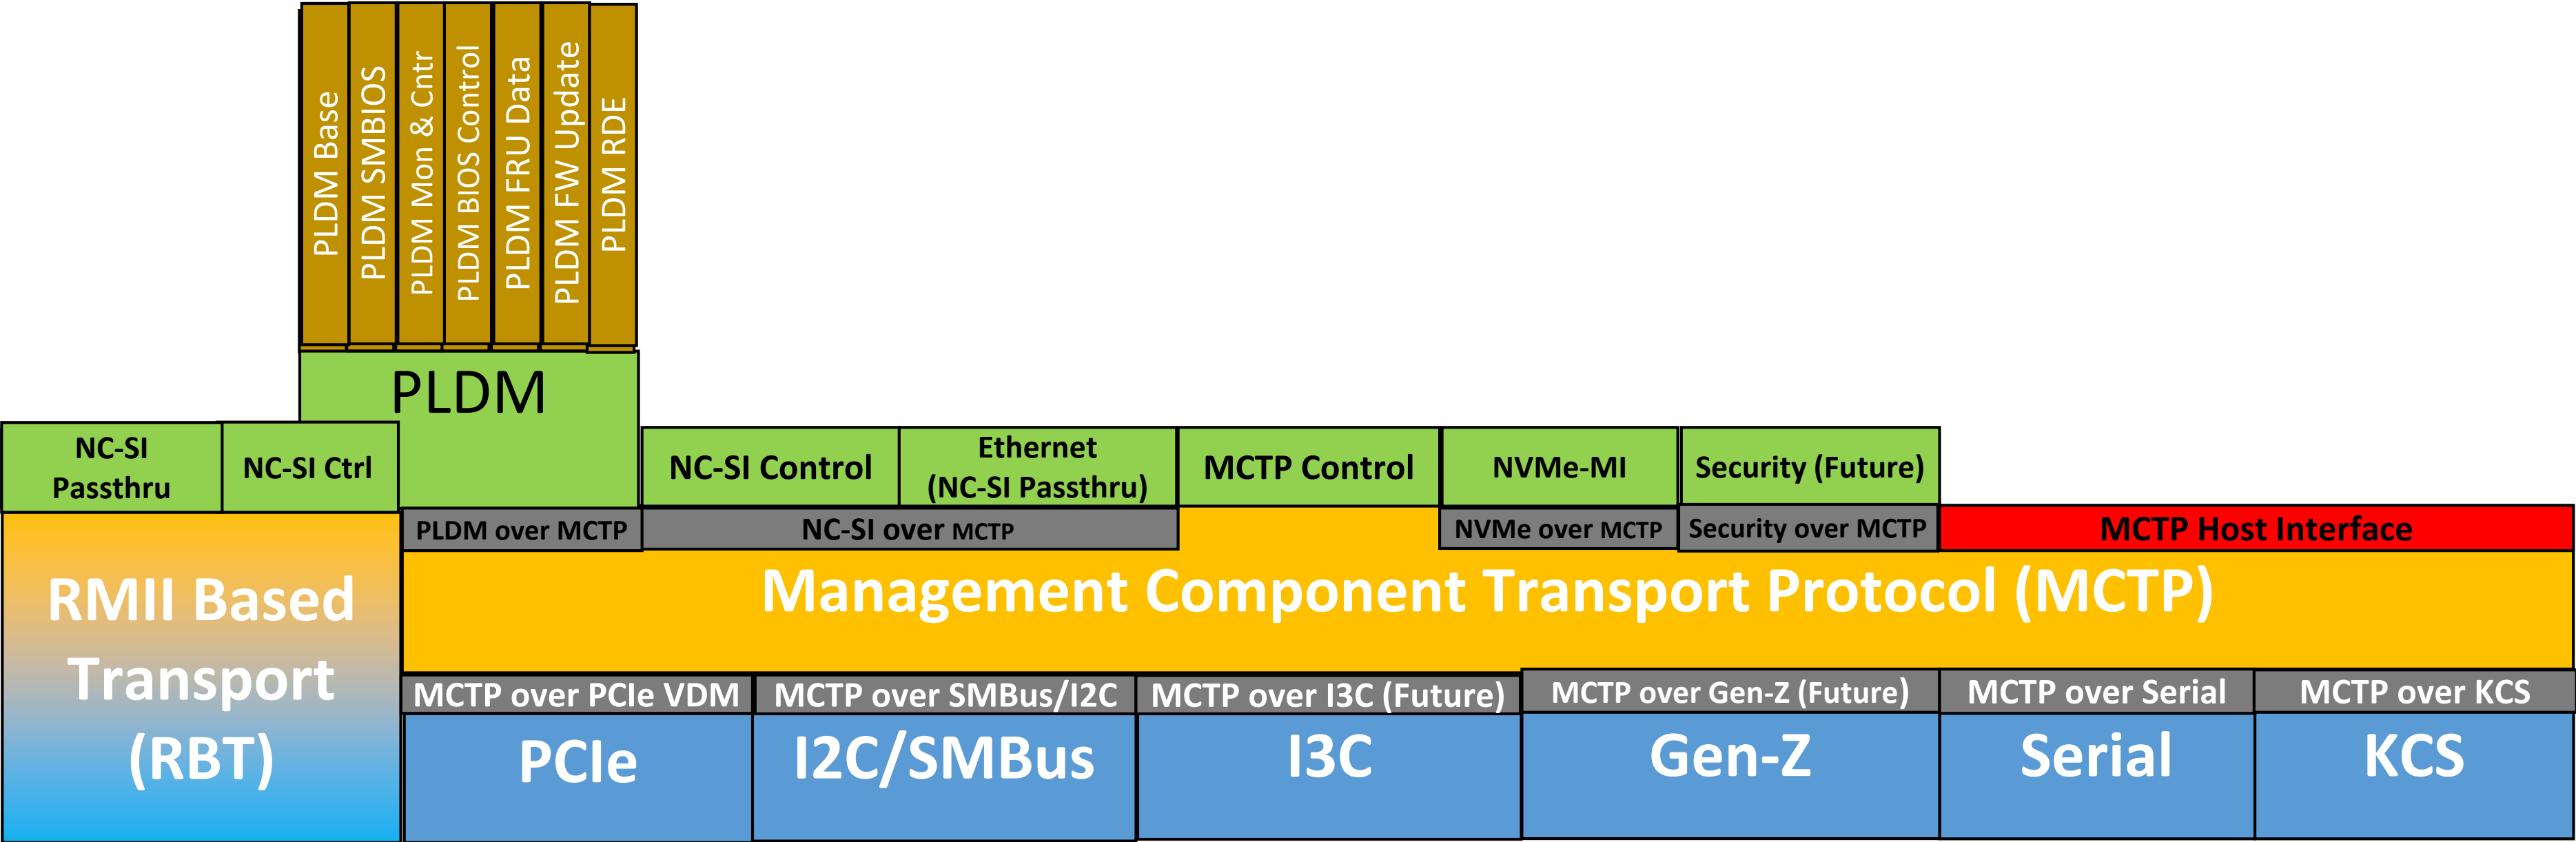 PLDM Base
PLDM SMBIOS
PLDM Mon & Cntr
PLDM BIOS Control
PLDM FRU Data
PLDM FW Update
PLDM RDE
PLDM
NC-SI
Passthru
NC-SI Ctrl
NC-SI Control
Ethernet
(NC-SI Passthru)
MCTP Control
NVMe-MI
Security (Future)
PLDM over MCTP
NC-SI over MCTP
NVMe over MCTP
Security over MCTP
MCTP Host Interface
RMII Based
Transport
(RBT)
Management Component Transport Protocol (MCTP)
MCTP over PCIe VDM
MCTP over SMBus/I2C
MCTP over I3C (Future)
MCTP over Gen-Z (Future)
MCTP over Serial
MCTP over KCS
PCIe
I2C/SMBus
I3C
Gen-Z
Serial
KCS